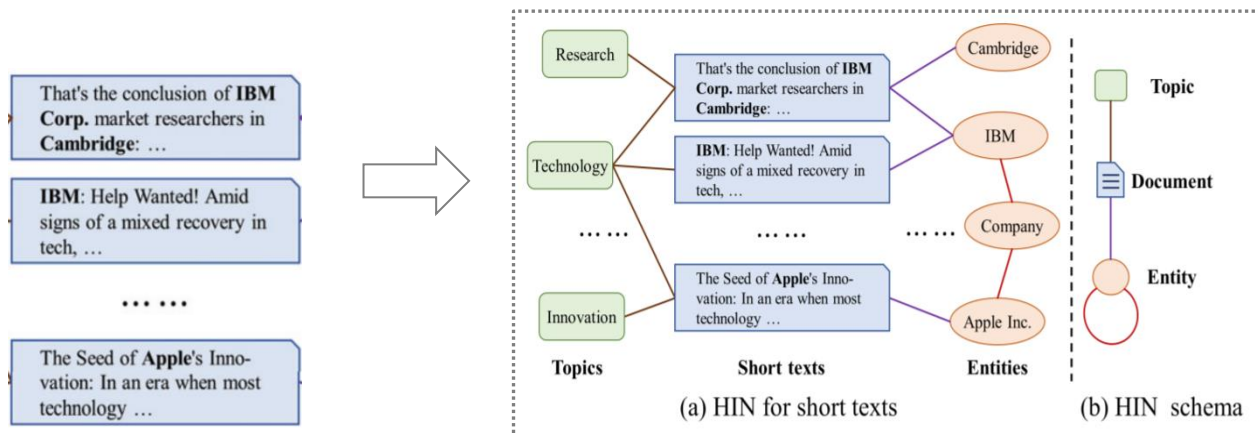 That's the conclusion of IBM
Corp. market researchers in
Cambridge: …
IBM: Help Wanted! Amid
signs of a mixed recovery in
tech, …
… …
The Seed of Apple's Inno-
vation: In an era when most
technology …
Research
Technology
… …
Innovation
Topics
That's the conclusion of IBM
Corp. market researchers in
Cambridge: …
IBM: Help Wanted! Amid
signs of a mixed recovery in
tech, …
… …
The Seed of Apple's Inno-
vation: In an era when most
technology …
Short texts
Cambridge
IBM
Company
… …
Apple Inc.
Entities
(a) HIN for short texts
Topic
Document
Entity
(b) HIN schema